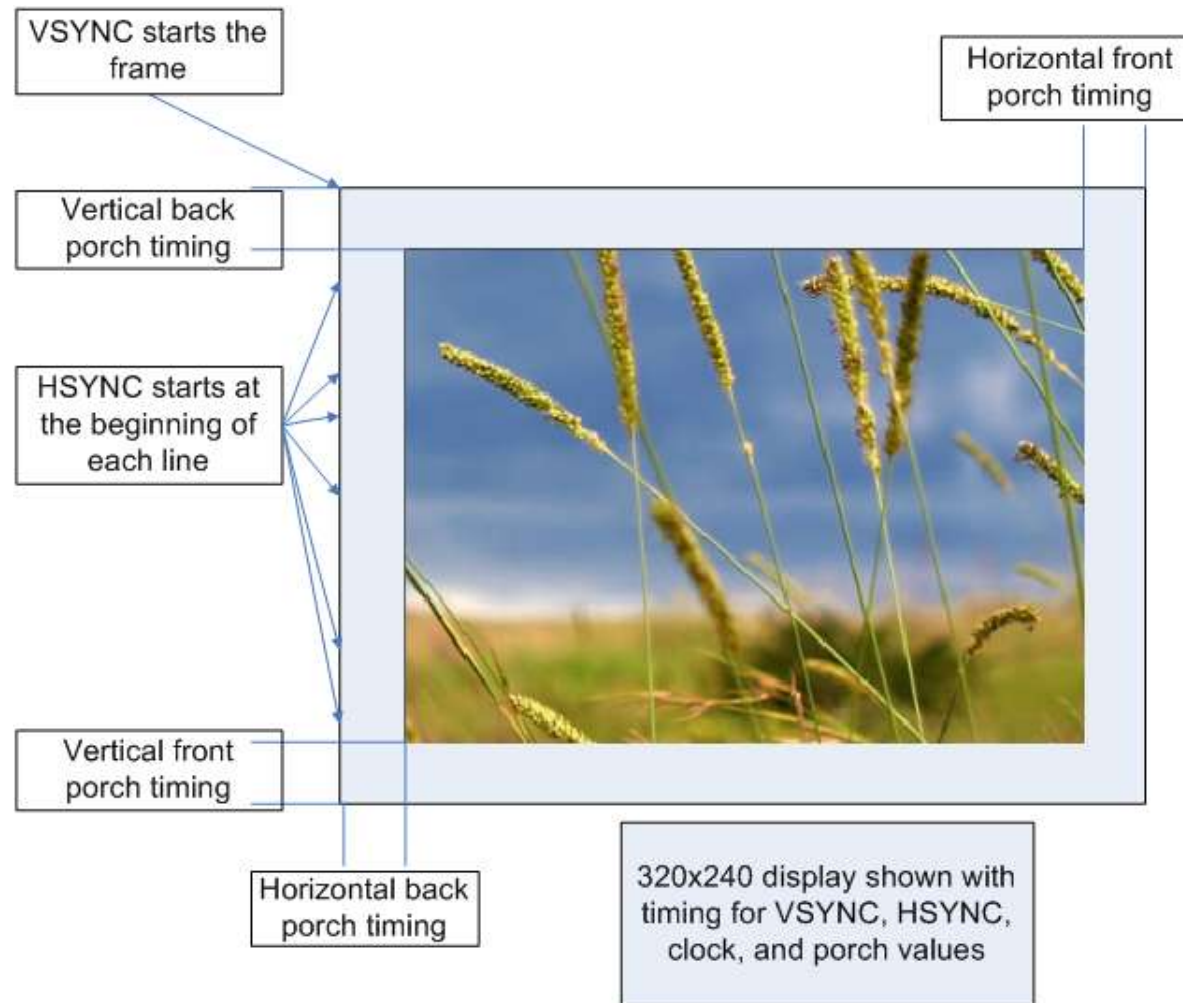 VSYNC starts the
frame
Horizontal front
porch timing
Vertical back
porch timing
HSYNC starts at
the beginning of
each line
Vertical front
porch timing
Horizontal back
porch timing
320x240 display shown with
timing for VSYNC, HSYNC,
clock, and porch values